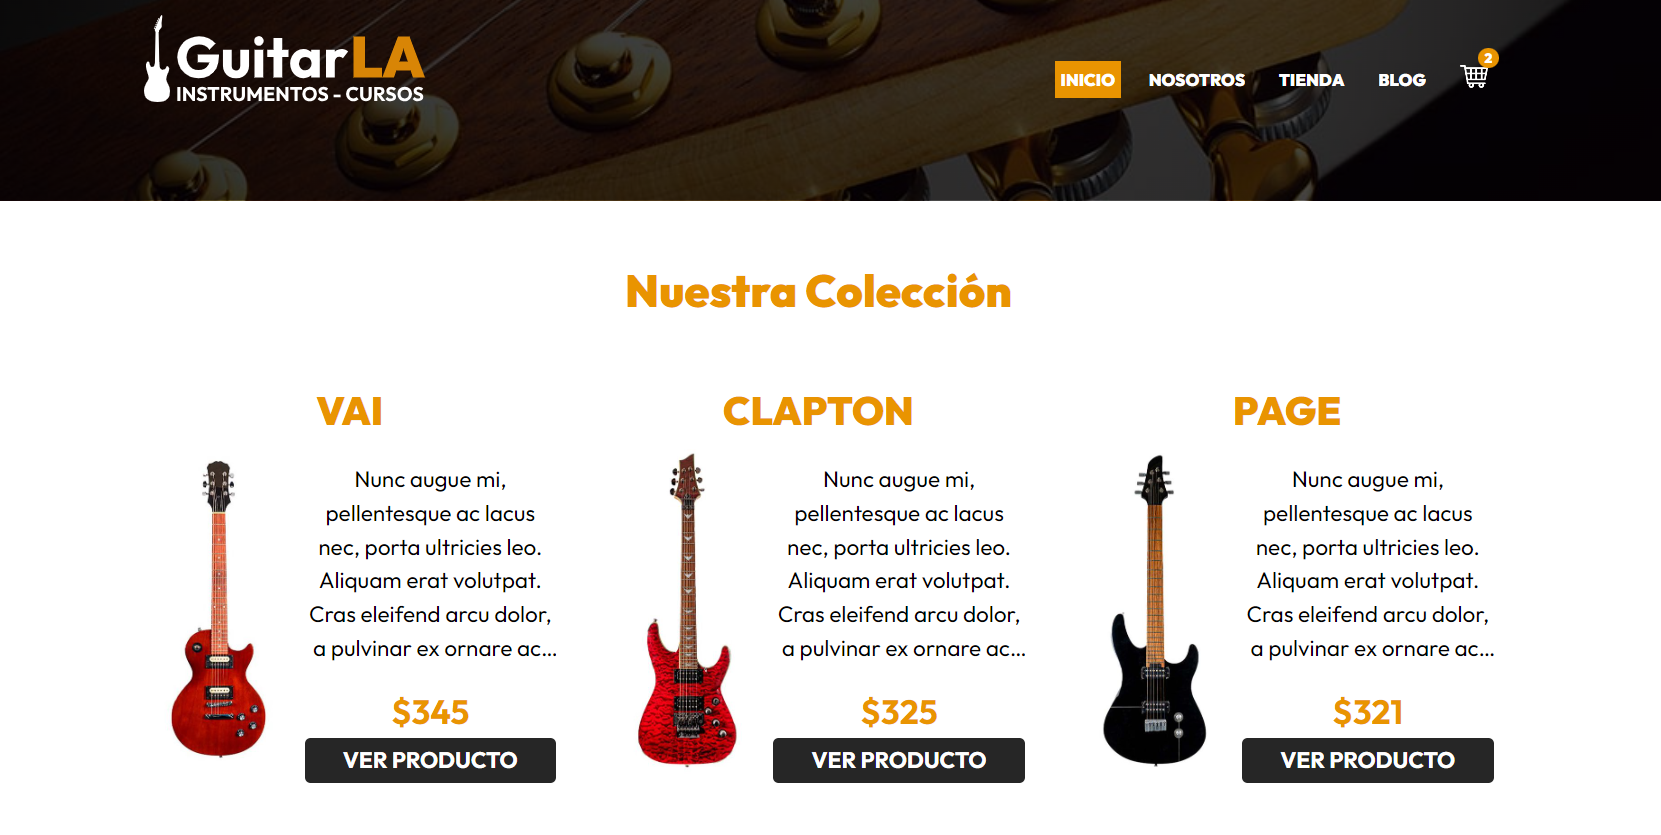 GuitarLA
INSTRUMENTOS - CURSOS
INICIO NOSOTROS TIENDA BLOG 2
Nuestra Colección
VAI
Nunc augue mi,
pellentesque ac lacus
nec, porta ultricies leo.
Aliquam erat volutpat.
Cras eleifend arcu dolor,
a pulvinar ex ornare ac...
$345
VER PRODUCTO
CLAPTON
Nunc augue mi,
pellentesque ac lacus
nec, porta ultricies leo.
Aliquam erat volutpat.
Cras eleifend arcu dolor,
a pulvinar ex ornare ac...
$325
VER PRODUCTO
PAGE
Nunc augue mi,
pellentesque ac lacus
nec, porta ultricies leo.
Aliquam erat volutpat.
Cras eleifend arcu dolor,
a pulvinar ex ornare ac...
$321
VER PRODUCTO